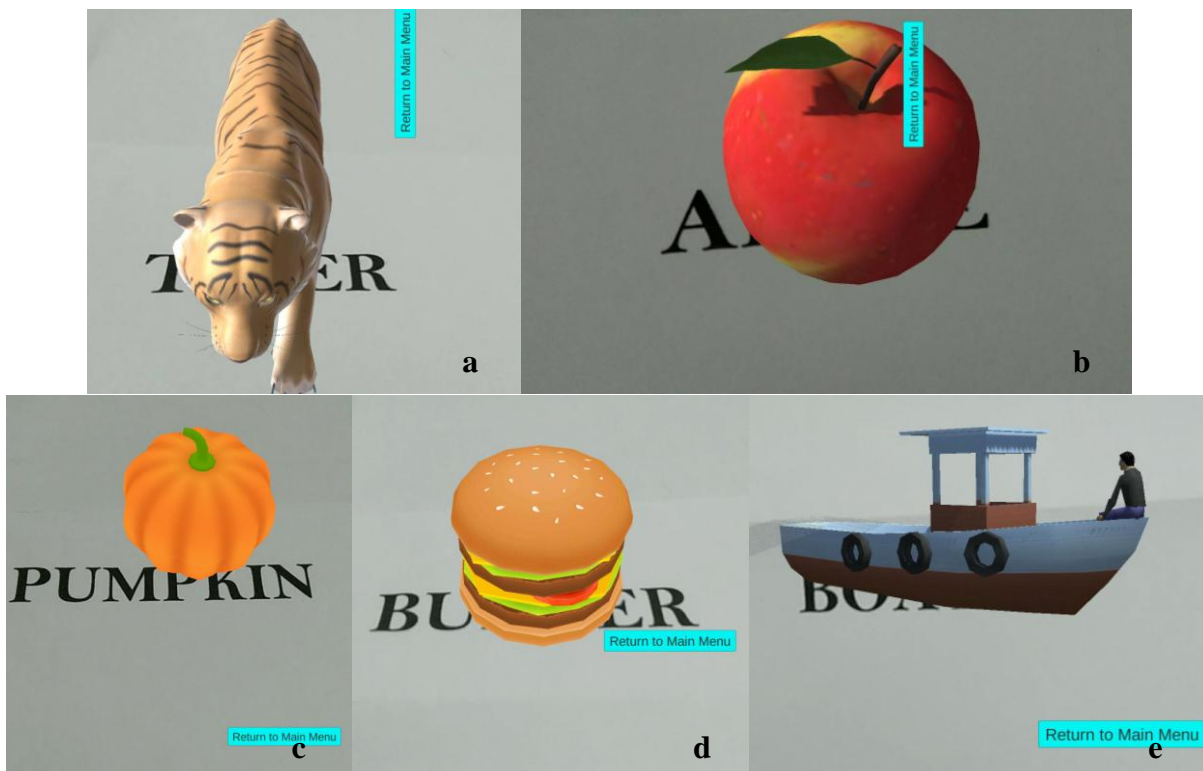 Return to Main Menu
a
Return to Main Menu
b
PUMPKIN
Return to Main Menu
c
Return to Main Menu
d
Return to Main Menu
e